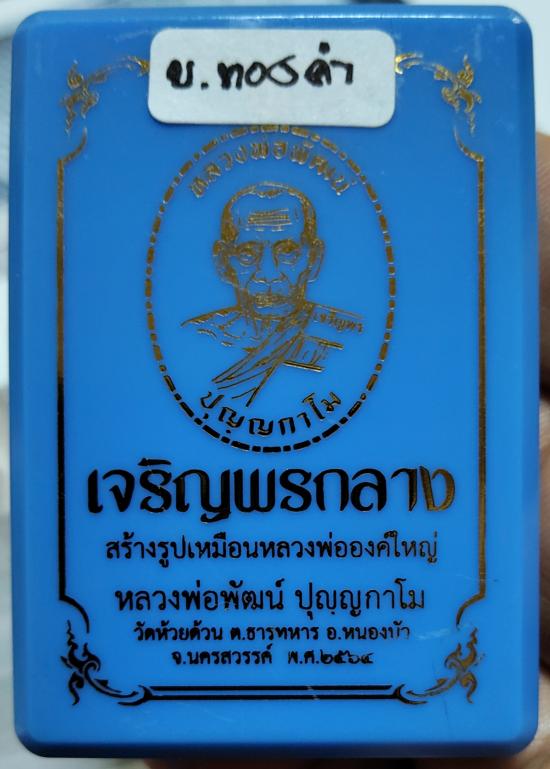 บ.ทองคำ
หลวงพ่อพัฒน์
เจริญพร
ปุญฺญกาโม
เจริญพรกลาง
สร้างรูปเหมือนหลวงพ่อองค์ใหญ่
หลวงพ่อพัฒน์ ปุญฺญกาโม
วัดห้วยด้วน ต.ธารทหาร อ.หนองบัว
จ.นครสวรรค์ พ.ศ.๒๕๖๔